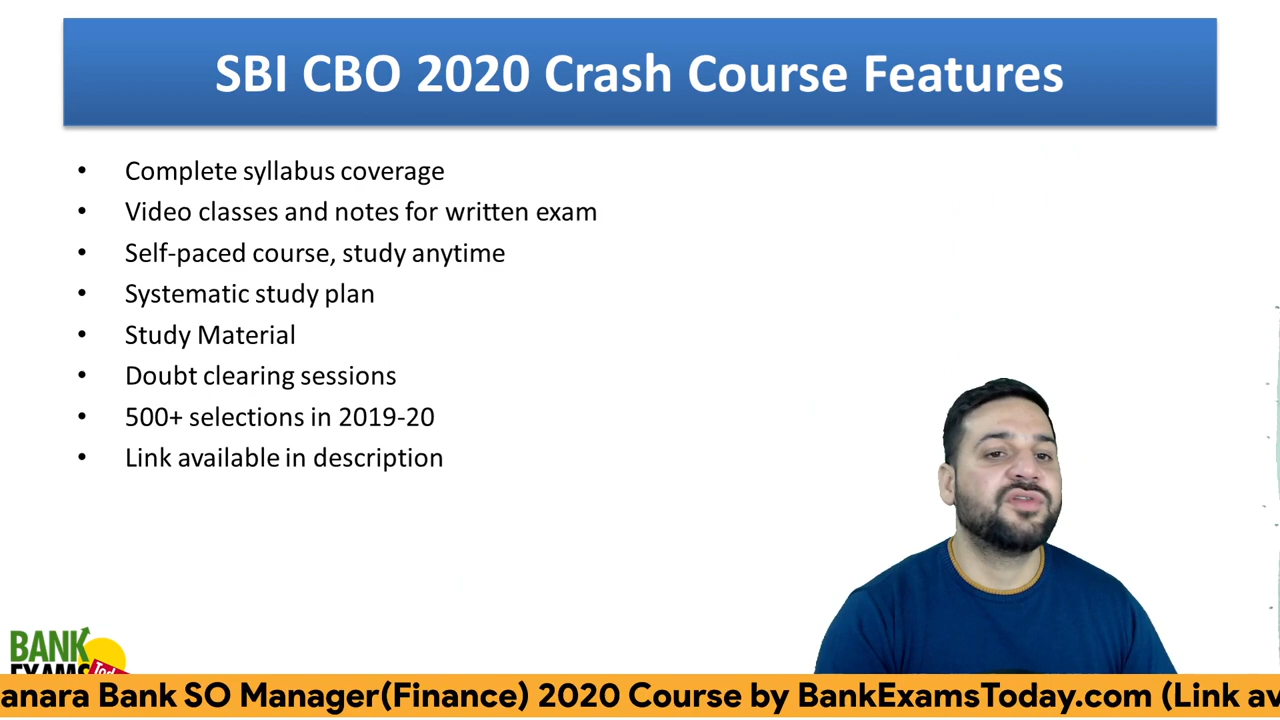 SBI CBO 2020 Crash Course Features
• Complete syllabus coverage
• Video classes and notes for written exam
• Self-paced course, study anytime
• Systematic study plan
• Study Material
• Doubt clearing sessions
• 500+ selections in 2019-20
• Link available in description
BANK
EXAMS
Today
anara Bank SO Manager(Finance) 2020 Course by BankExamsToday.com (Link av